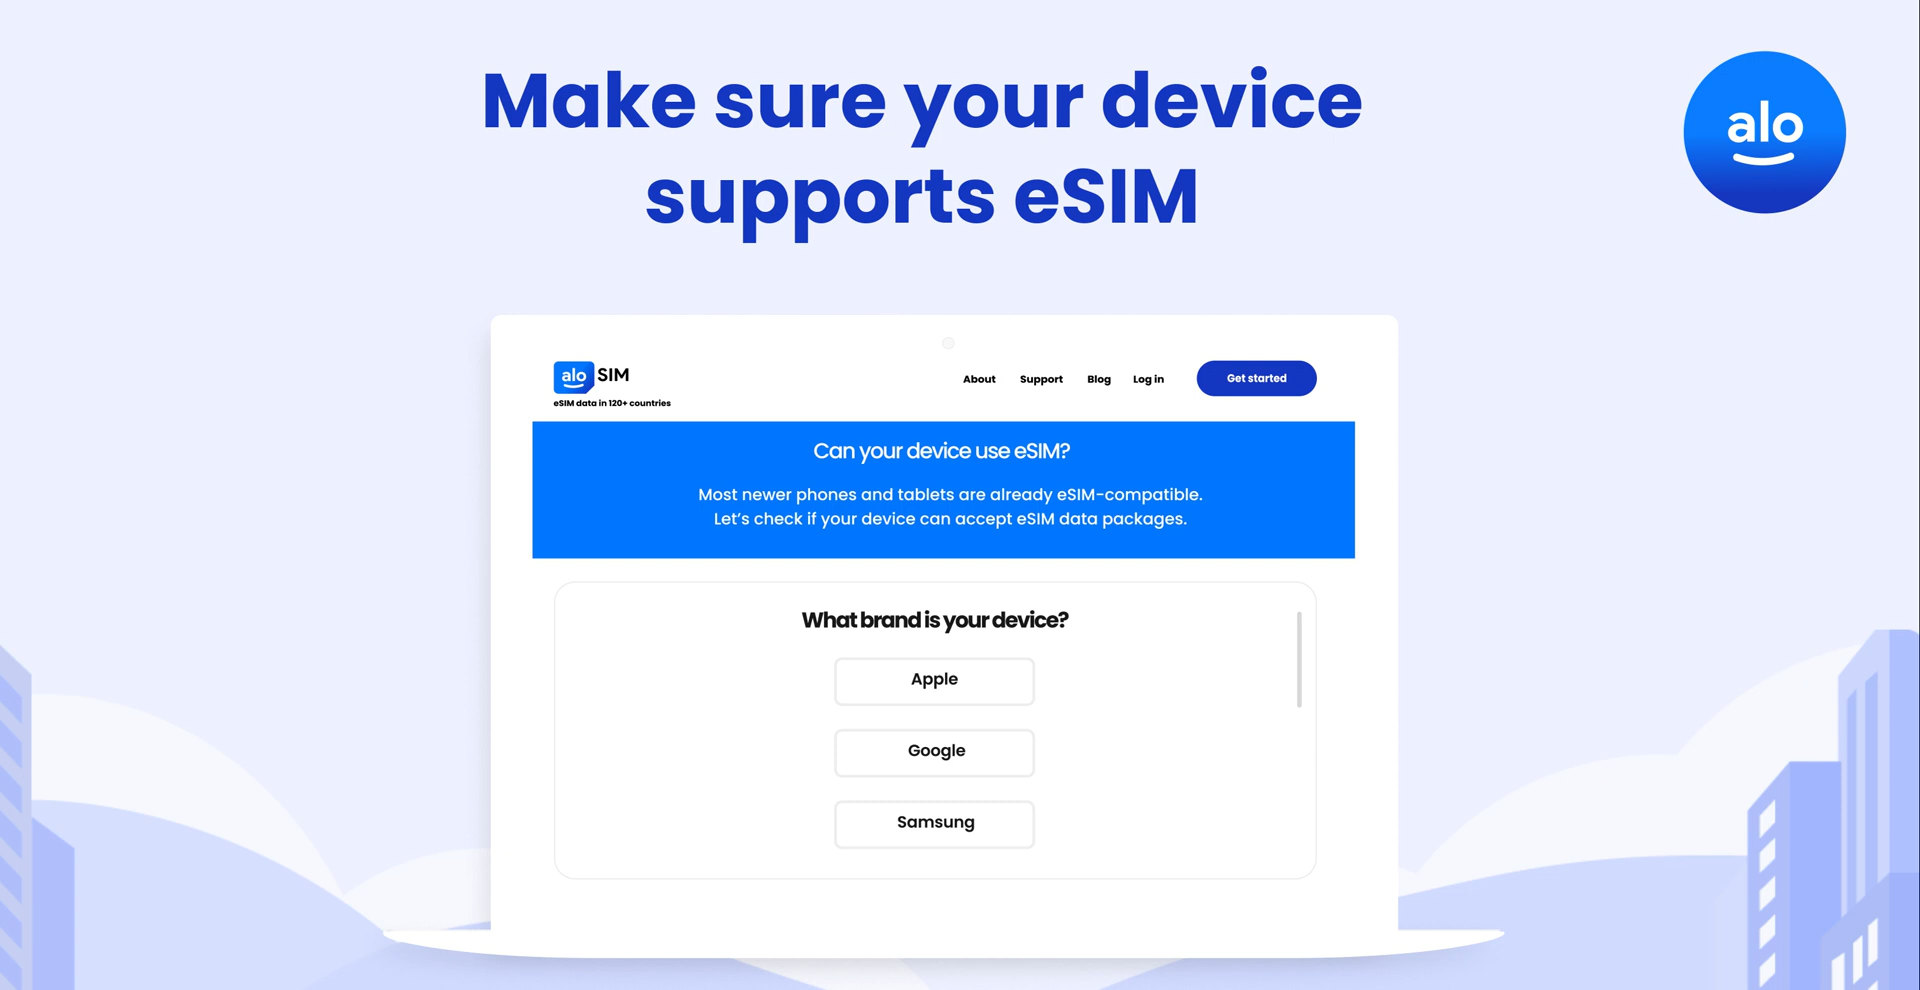 Make sure your device
supports eSIM
alo
alo SIM
eSIM data in 120+ countries
About Support Blog Log in Get started
Can your device use eSIM?
Most newer phones and tablets are already eSIM-compatible.
Let's check if your device can accept eSIM data packages.
What brand is your device?
Apple
Google
Samsung